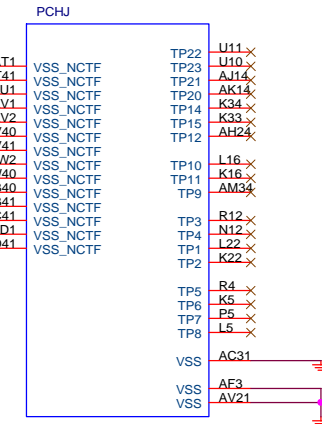 PCHJ
TP22 U11
VSS_NCTF TP23 U10
VSS_NCTF TP21 AJ14
VSS_NCTF TP20 AK14
VSS_NCTF TP14 K34
VSS_NCTF TP15 K33
VSS_NCTF TP12 AH24
VSS_NCTF
VSS_NCTF TP10 L16
VSS_NCTF TP11 K16
VSS_NCTF TP9 AM34
VSS_NCTF
VSS_NCTF TP3 R12
VSS_NCTF TP4 N12
VSS_NCTF TP1 L22
TP2 K22
TP5 R4
TP6 K5
TP7 P5
TP8 L5
VSS AC31
VSS AF3
VSS AV21